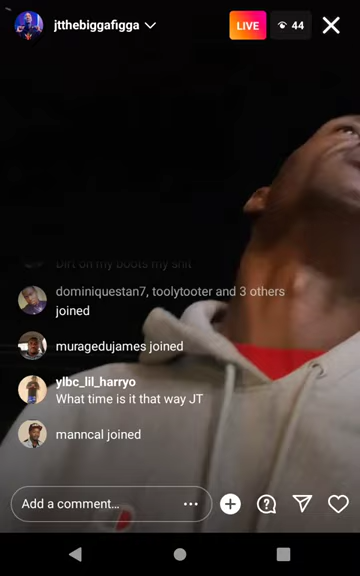 jtthebiggafigga
LIVE
44
Dirt on my boots my shit
dominiquestan7, toolytooter and 3 others
joined
muragedujames joined
ylbc_lil_harryo
What time is it that way JT
manncal joined
Add a comment...